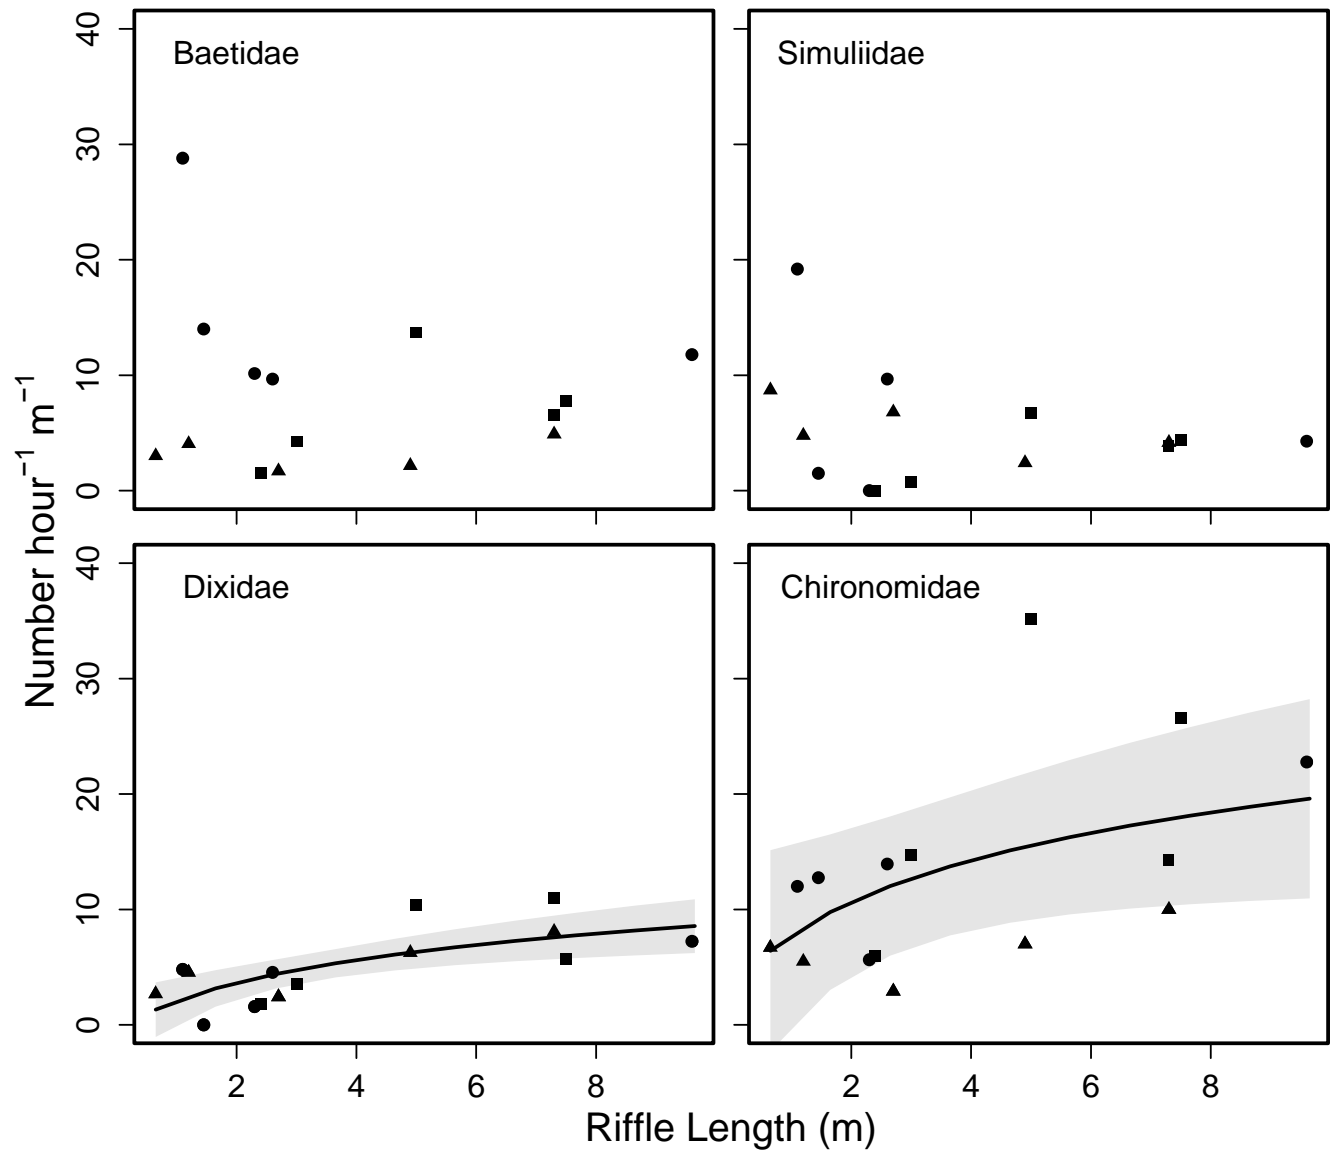 Baetidae
Simuliidae
40
30
20
10
0
Dixidae
Chironomidae
40
30
20
10
0
Number hour⁻¹ m⁻¹
2 4 6 8
2 4 6 8
Riffle Length (m)